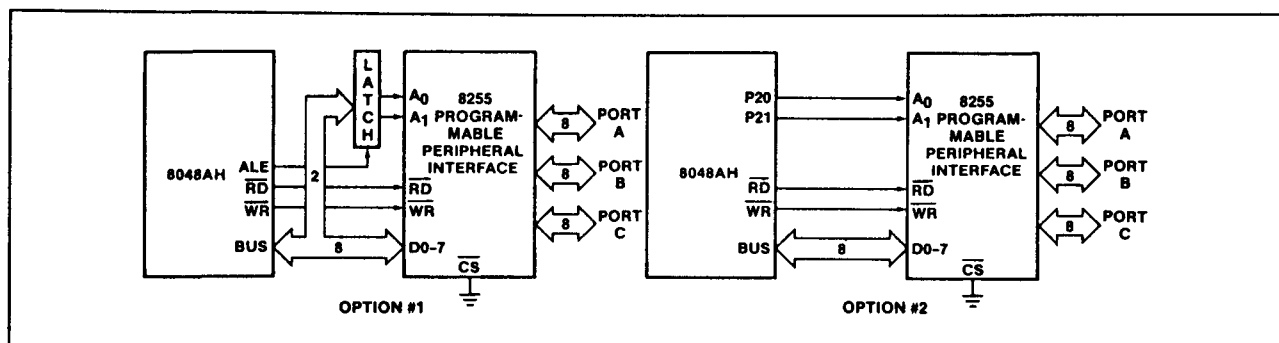 L
A
T
C
H
8048AH
ALE
RD
WR
BUS
2
8
A0
A1
8255
PROGRAM-
MABLE
PERIPHERAL
INTERFACE
RD
WR
D0-7
CS
8
PORT
A
8
PORT
B
8
PORT
C
OPTION #1
8048AH
P20
P21
RD
WR
BUS
8
A0
A1
8255
PROGRAM-
MABLE
PERIPHERAL
INTERFACE
RD
WR
D0-7
CS
8
PORT
A
8
PORT
B
8
PORT
C
OPTION #2